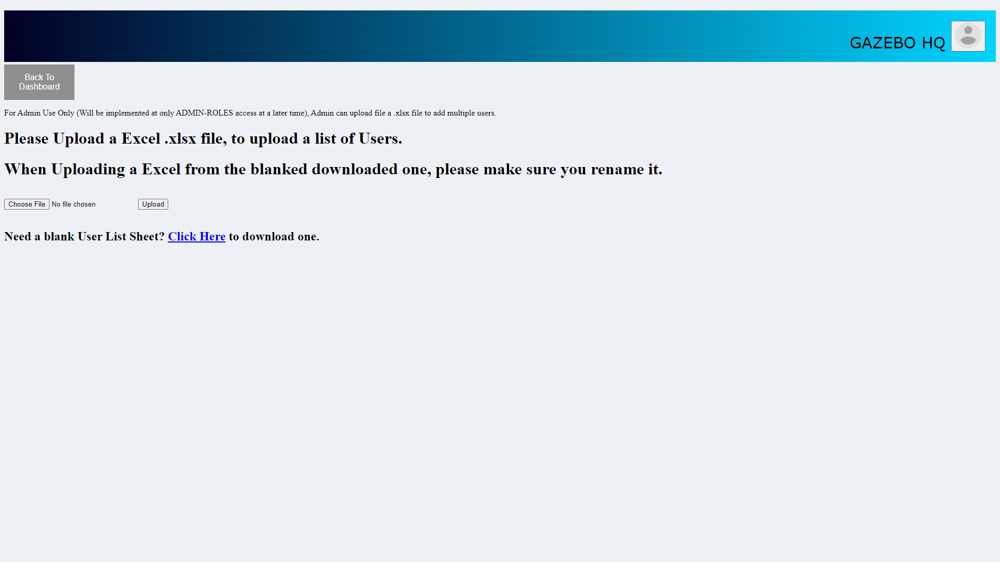 GAZEBO HQ
Back To
Dashboard
For Admin Use Only (Will be implemented at only ADMIN-ROLES access at a later time), Admin can upload file a .xlsx file to add multiple users.
Please Upload a Excel .xlsx file, to upload a list of Users.
When Uploading a Excel from the blanked downloaded one, please make sure you rename it.
Choose File No file chosen Upload
Need a blank User List Sheet? Click Here to download one.